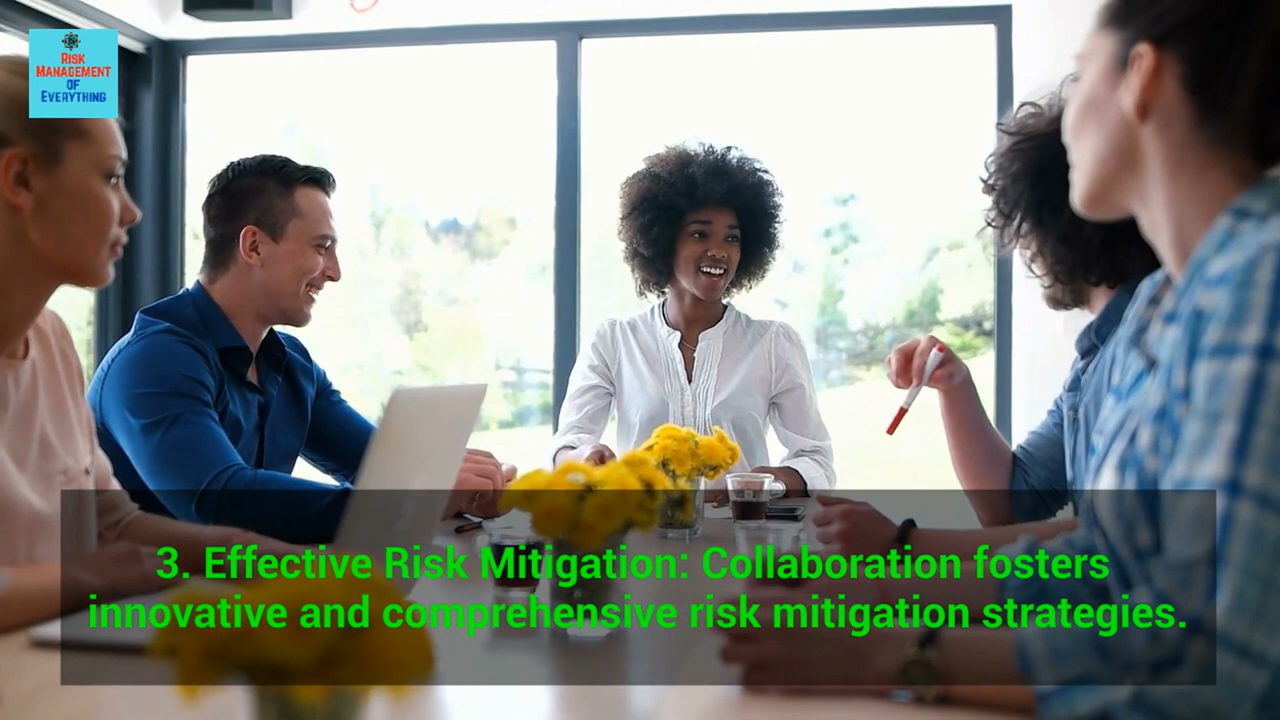 Risk
Management
of
Everything
3. Effective Risk Mitigation: Collaboration fosters
innovative and comprehensive risk mitigation strategies.